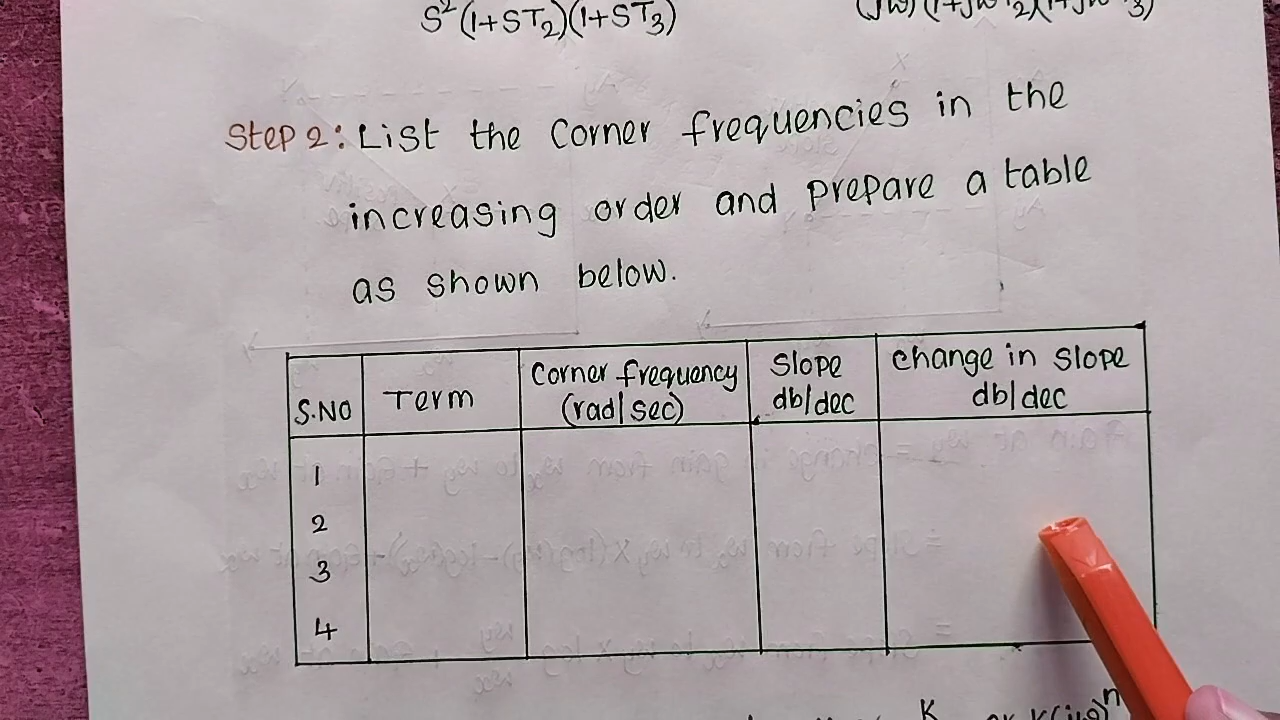 S²(1+ST₂)(1+ST₃)
Step 2: List the Corner frequencies in the
increasing order and prepare a table
as shown below.
S.NO Term Corner frequency (rad/sec) Slope db/dec change in slope db/dec
1
2
3
4